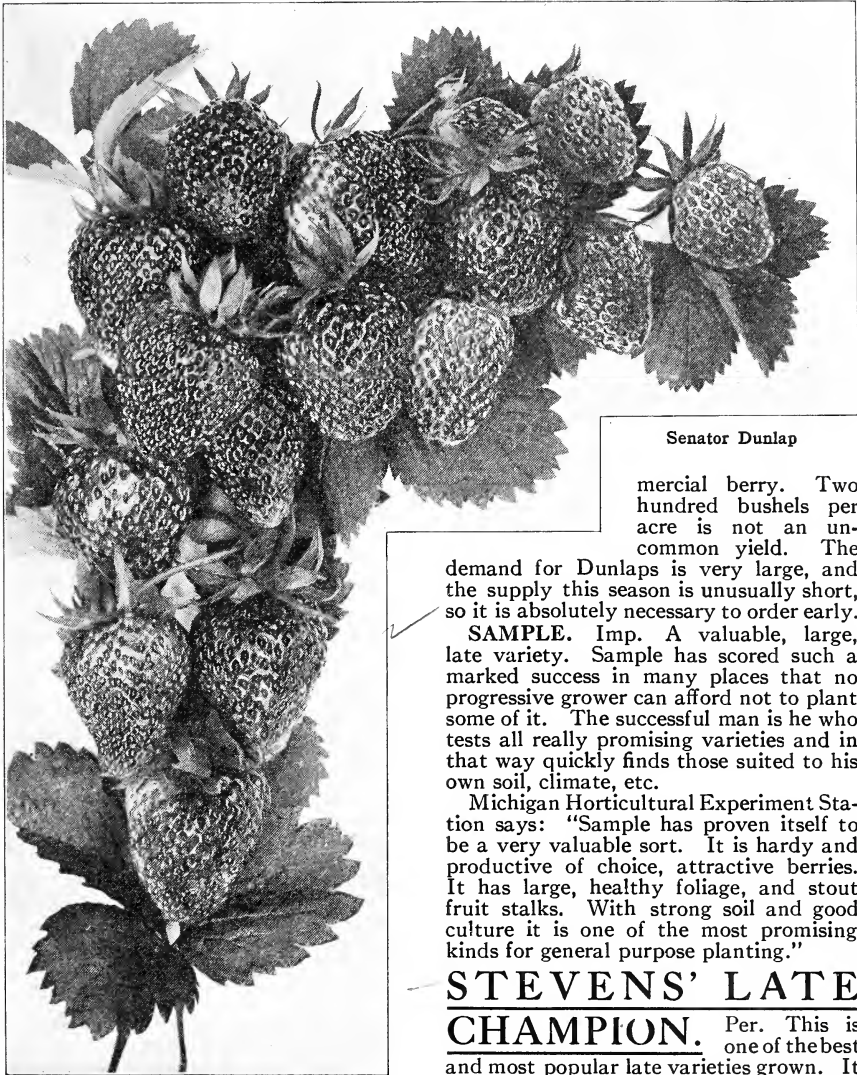 Senator Dunlap
mercial berry. Two
hundred bushels per
acre is not an un-
common yield. The
demand for Dunlaps is very large, and
the supply this season is unusually short,
so it is absolutely necessary to order early.
SAMPLE. Imp. A valuable, large,
late variety. Sample has scored such a
marked success in many places that no
progressive grower can afford not to plant
some of it. The successful man is he who
tests all really promising varieties and in
that way quickly finds those suited to his
own soil, climate, etc.
Michigan Horticultural Experiment Sta-
tion says: "Sample has proven itself to
be a very valuable sort. It is hardy and
productive of choice, attractive berries.
It has large, healthy foliage, and stout
fruit stalks. With strong soil and good
culture it is one of the most promising
kinds for general purpose planting."
STEVENS' LATE
CHAMPION. Per. This is
one of the best
and most popular late varieties grown. It